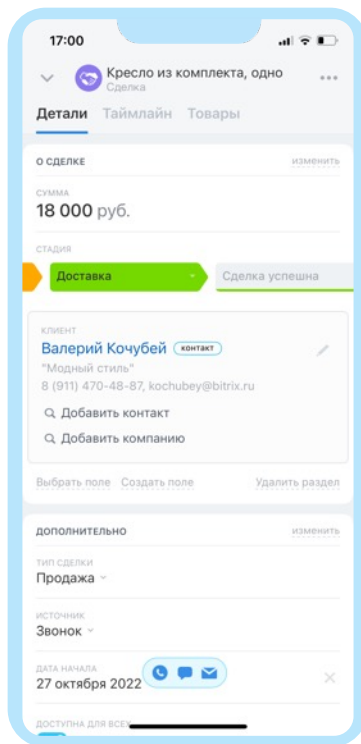 17:00
Кресло из комплекта, одно
Сделка
Детали Таймлайн Товары
О СДЕЛКЕ изменить
СУММА
18 000 руб.
СТАДИЯ
Доставка Сделка успешна
КЛИЕНТ
Валерий Кочубей контакт
"Модный стиль"
8 (911) 470-48-87, kochubey@bitrix.ru
Добавить контакт
Добавить компанию
Выбрать поле Создать поле Удалить раздел
ДОПОЛНИТЕЛЬНО изменить
ТИП СДЕЛКИ
Продажа
ИСТОЧНИК
Звонок
ДАТА НАЧАЛА
27 октября 2022
ДОСТУПНА ДЛЯ ВСЕХ